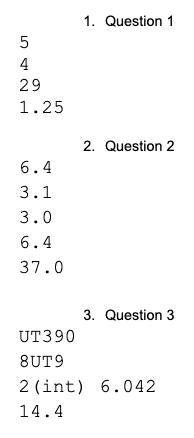 1. Question 1
5
4
29
1.25
2. Question 2
6.4
3.1
3.0
6.4
37.0
3. Question 3
UT390
8UT9
2(int) 6.042
14.4